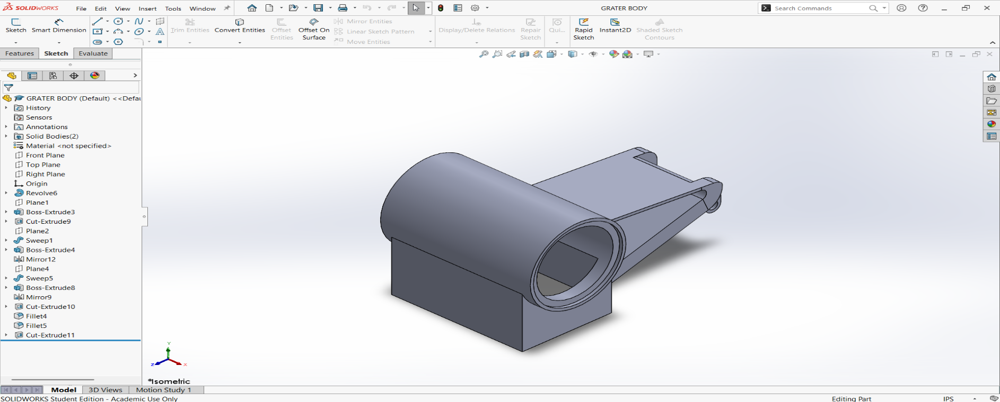 SOLIDWORKS File Edit View Insert Tools Window GRATER BODY Search Commands
Sketch Smart Dimension Trim Entities Convert Entities Offset Entities Offset On Surface Mirror Entities Linear Sketch Pattern Move Entities Display/Delete Relations Repair Sketch Qui... Rapid Sketch Instant2D Shaded Sketch Contours
Features Sketch Evaluate
GRATER BODY (Default) <<Defau
History
Sensors
Annotations
Solid Bodies(2)
Material <not specified>
Front Plane
Top Plane
Right Plane
Origin
Revolve6
Plane1
Boss-Extrude3
Cut-Extrude9
Plane2
Sweep1
Boss-Extrude4
Mirror12
Plane4
Sweep5
Boss-Extrude8
Mirror9
Cut-Extrude10
Fillet4
Fillet5
Cut-Extrude11
Y
Z X
*Isometric
Model 3D Views Motion Study 1
SOLIDWORKS Student Edition - Academic Use Only Editing Part IPS